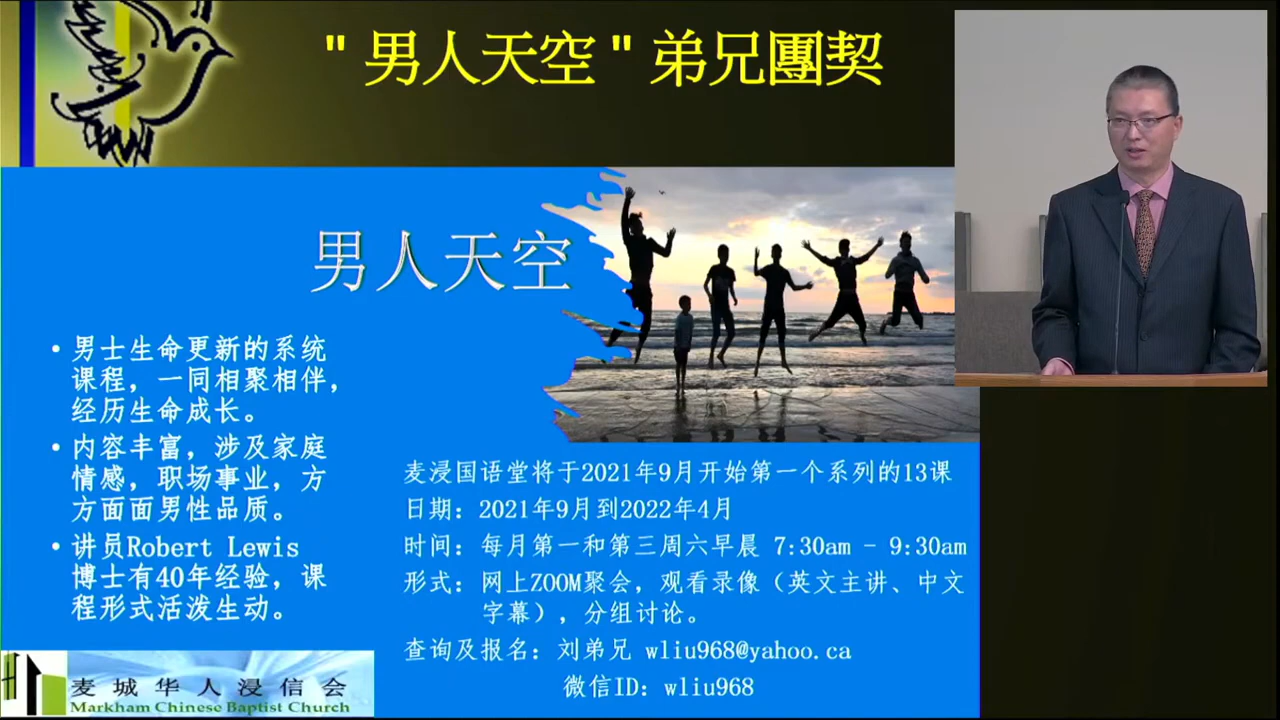 "男人天空"弟兄團契
男人天空
• 男士生命更新的系统
课程，一同相聚相伴，
经历生命成长。
• 内容丰富，涉及家庭
情感，职场事业，方
方面面男性品质。
• 讲员Robert Lewis
博士有40年经验，课
程形式活泼生动。
麦浸国语堂将于2021年9月开始第一个系列的13课
日期：2021年9月到2022年4月
时间：每月第一和第三周六早晨 7:30am - 9:30am
形式：网上ZOOM聚会，观看录像（英文主讲、中文
字幕），分组讨论。
查询及报名：刘弟兄 wliu968@yahoo.ca
微信ID：wliu968
麦城华人浸信会
Markham Chinese Baptist Church